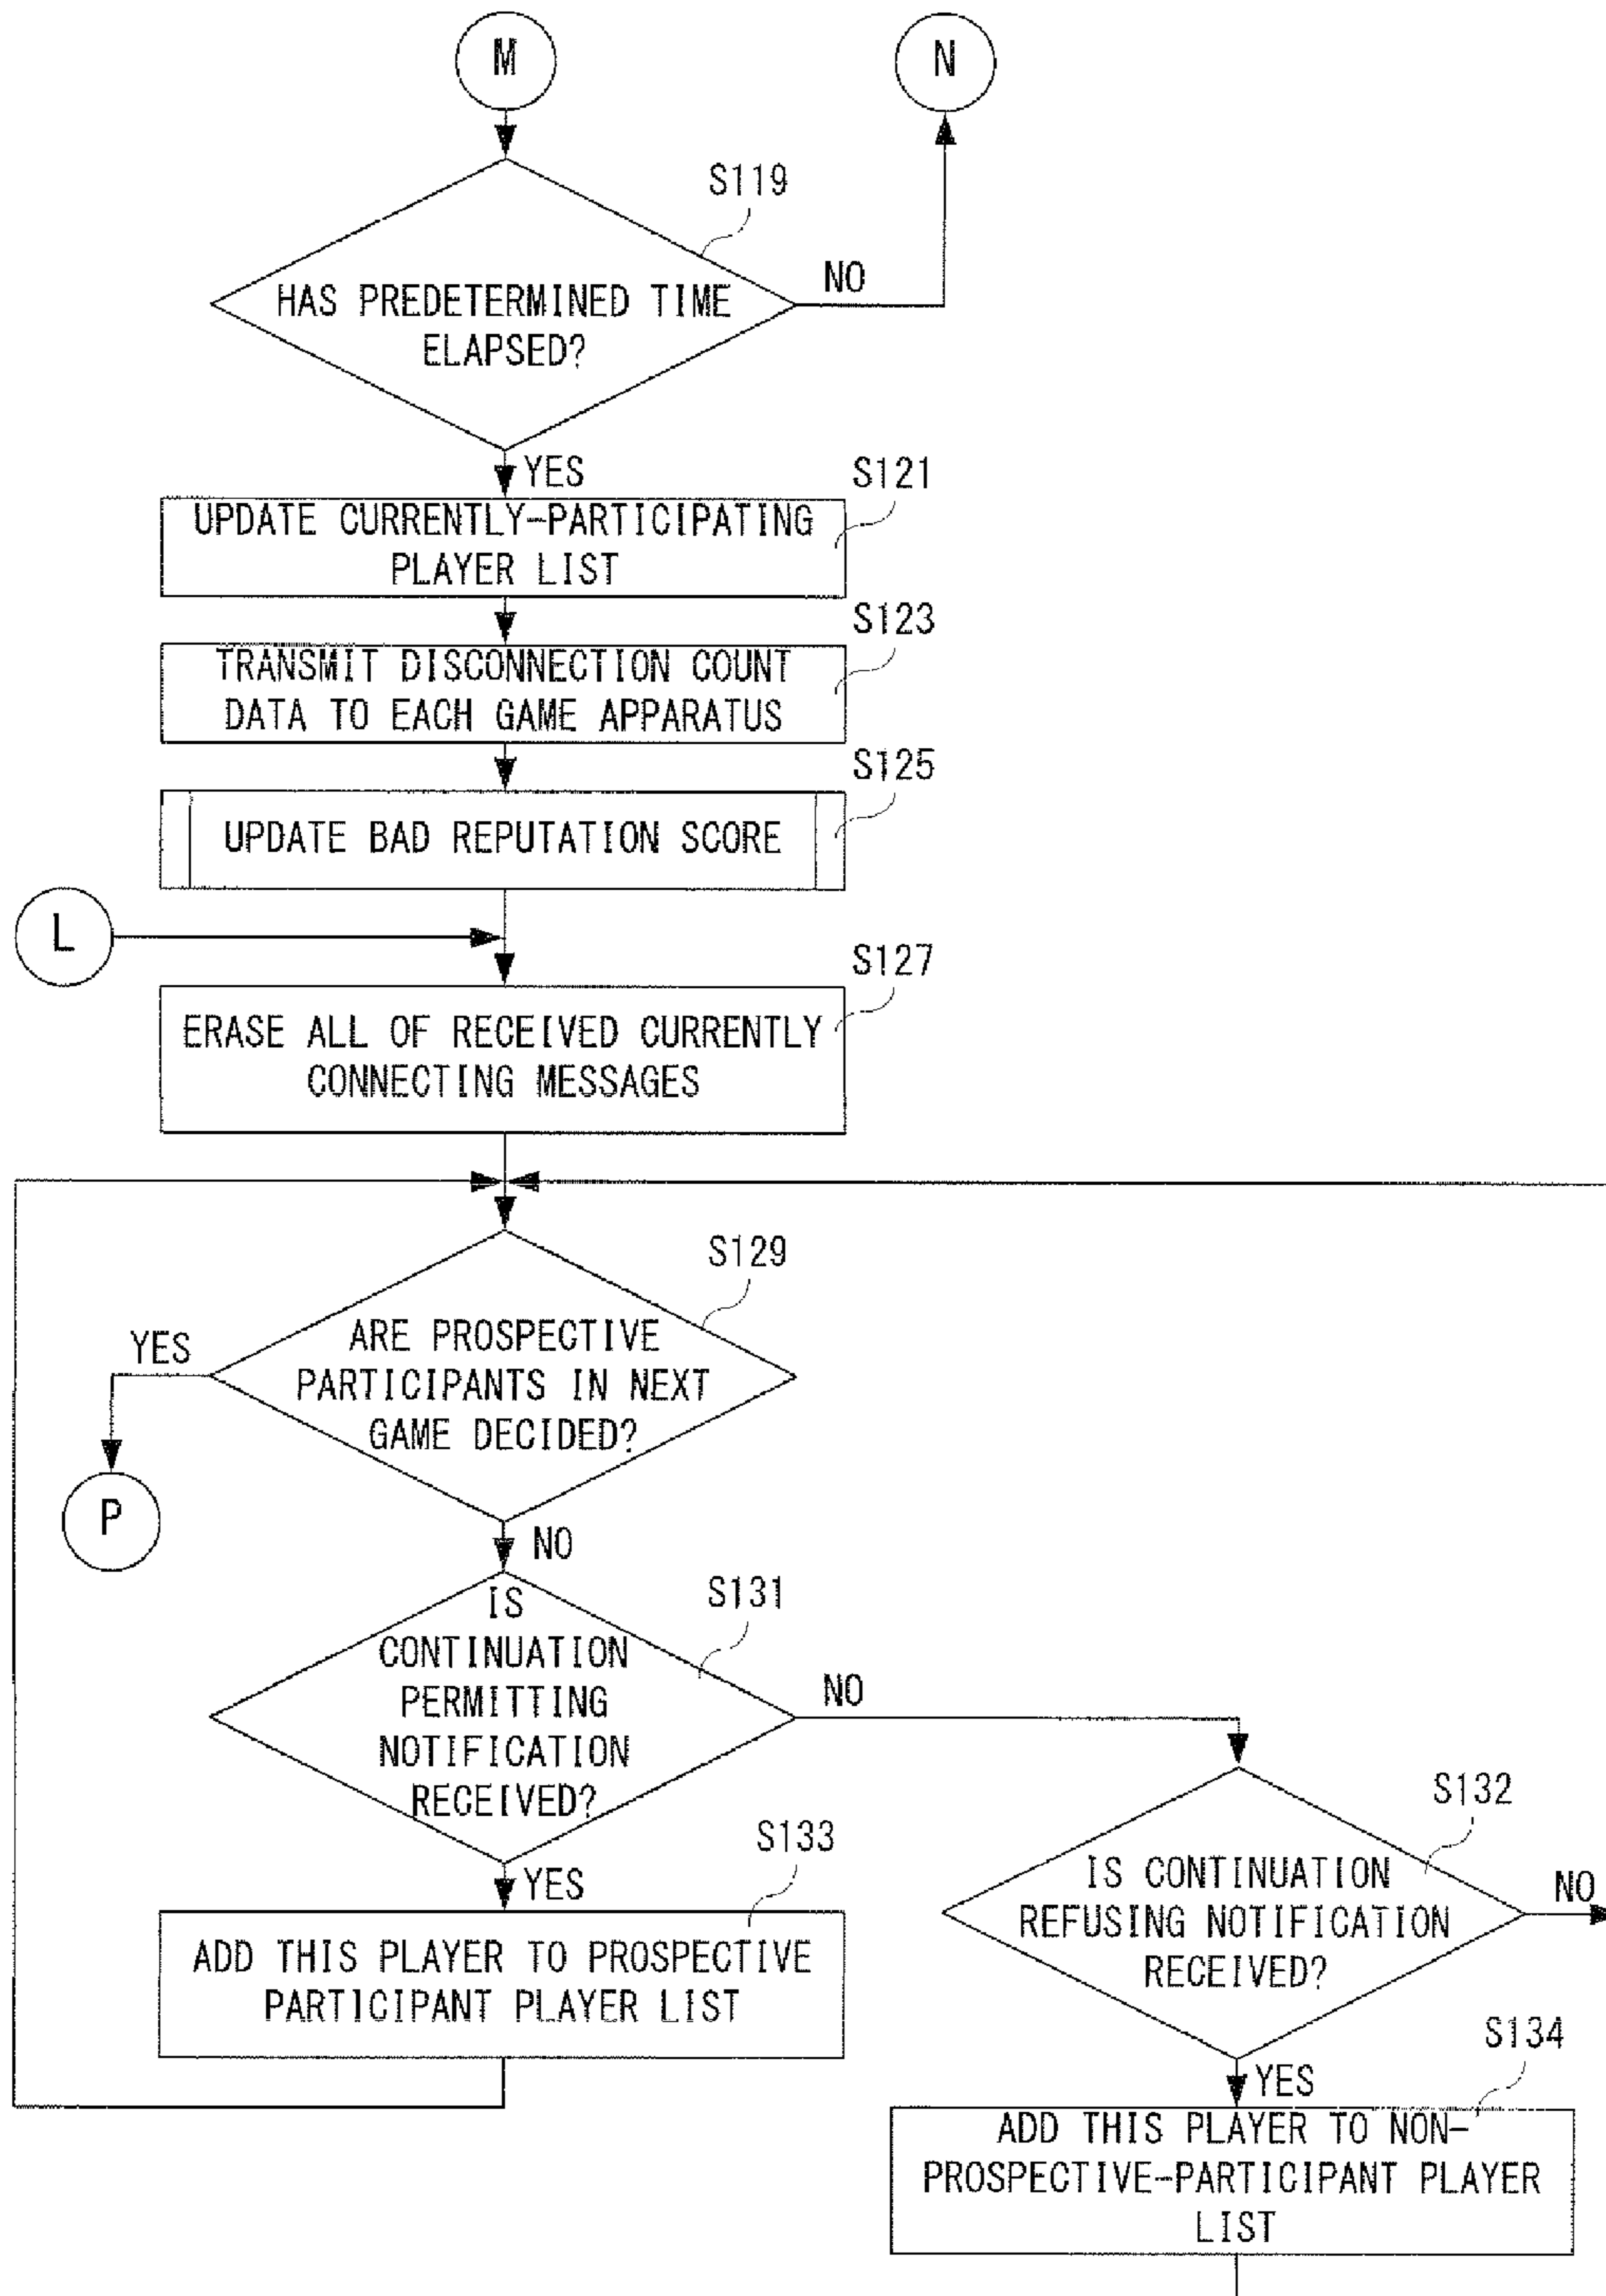 M
N
S119
HAS PREDETERMINED TIME
ELAPSED?
NO
YES
S121
UPDATE CURRENTLY-PARTICIPATING
PLAYER LIST
S123
TRANSMIT DISCONNECTION COUNT
DATA TO EACH GAME APPARATUS
S125
UPDATE BAD REPUTATION SCORE
L
S127
ERASE ALL OF RECEIVED CURRENTLY
CONNECTING MESSAGES
S129
ARE PROSPECTIVE
PARTICIPANTS IN NEXT
GAME DECIDED?
YES
P
NO
S131
IS
CONTINUATION
PERMITTING
NOTIFICATION
RECEIVED?
NO
YES
S132
IS CONTINUATION
REFUSING NOTIFICATION
RECEIVED?
NO
S133
ADD THIS PLAYER TO PROSPECTIVE
PARTICIPANT PLAYER LIST
YES
S134
ADD THIS PLAYER TO NON-
PROSPECTIVE-PARTICIPANT PLAYER
LIST